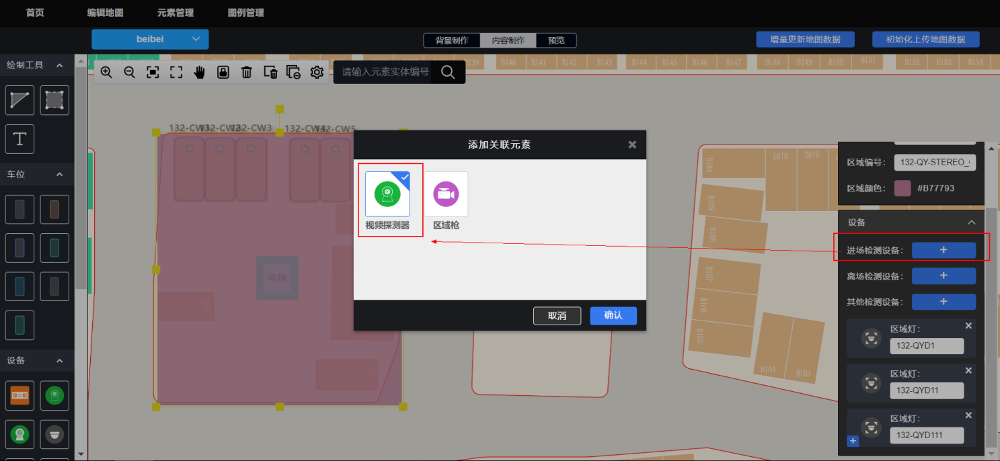 首页 编辑地图 元素管理 图例管理
beibei 背景制作 内容制作 预览 增量更新地图数据 初始化上传地图数据
绘制工具
139 B140 B141 B142 B143 B144 B145 B146 B147 B148 B149 B150 B151 B152 B153 B154
请输入元素实体编号
T
车位
设备
132-CW3
132-CW5
电梯
添加关联元素
视频探测器 区域枪
取消 确认
B184 B183 B182
B109
B108
B107
B106
B105
B104 B103
区域编号: 132-QY-STEREO_
区域颜色: #B77793
设备
进场检测设备: +
离场检测设备: +
其他检测设备: +
区域灯:
132-QYD1
区域灯:
132-QYD11
区域灯:
132-QYD111